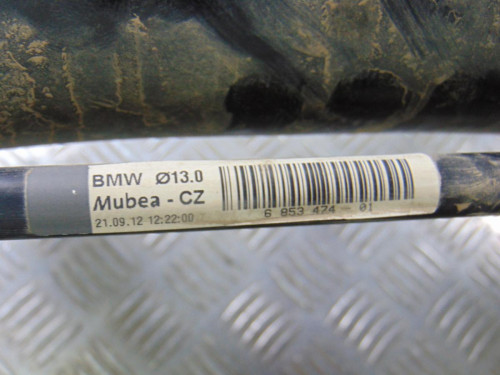 BMW Ø13.0
Mubea - CZ
21.09.12 12:22:00
6 853 474 - 01